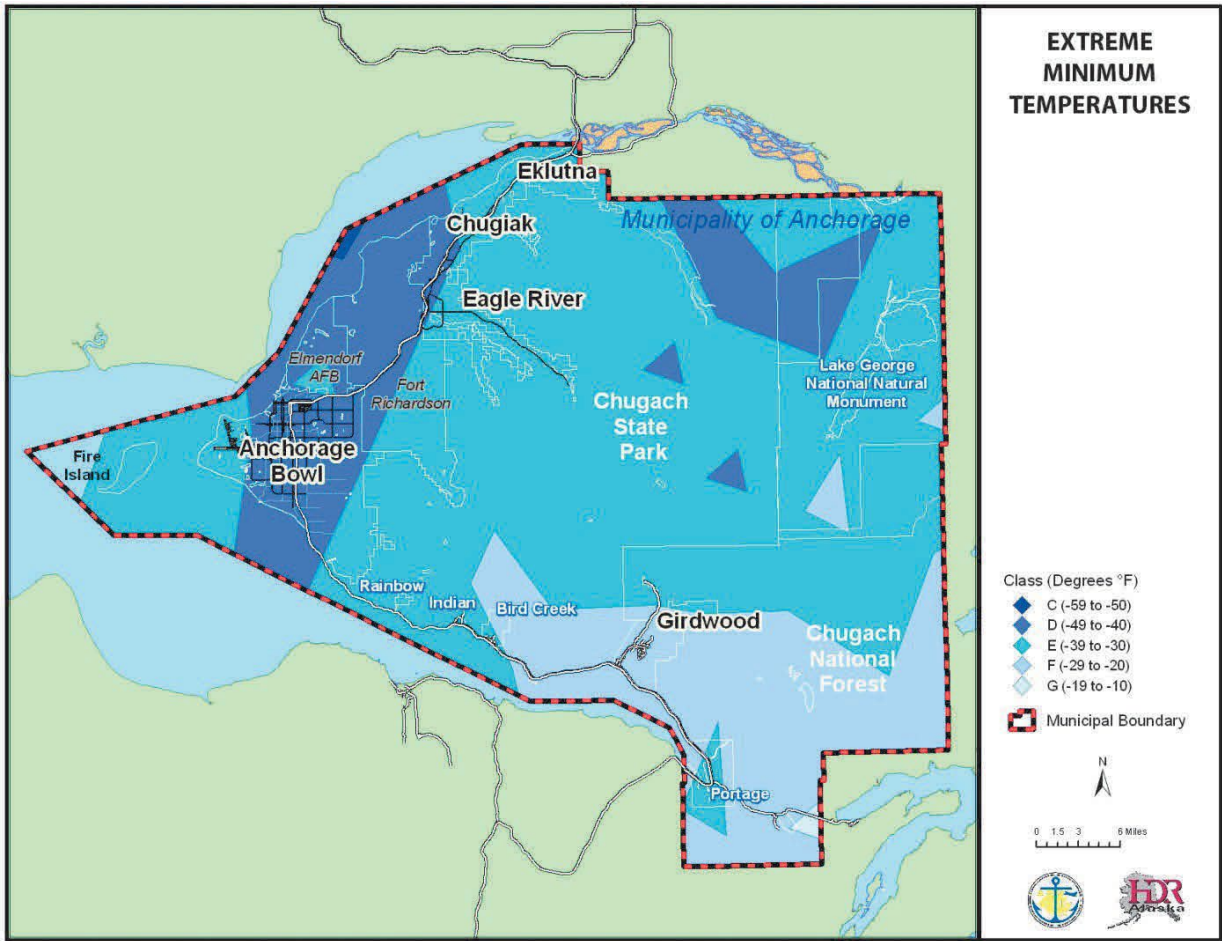 EXTREME
MINIMUM
TEMPERATURES
Eklutna
Municipality of Anchorage
Chugiak
Eagle River
Elmendorf
AFB
Fort
Richardson
Lake George
National Natural
Monument
Chugach
State
Park
Fire
Island
Anchorage
Bowl
Rainbow
Indian
Bird Creek
Girdwood
Chugach
National
Forest
Portage
Class (Degrees °F)
C (-59 to -50)
D (-49 to -40)
E (-39 to -30)
F (-29 to -20)
G (-19 to -10)
Municipal Boundary
N
0 1.5 3 6 Miles
HDR
Alaska